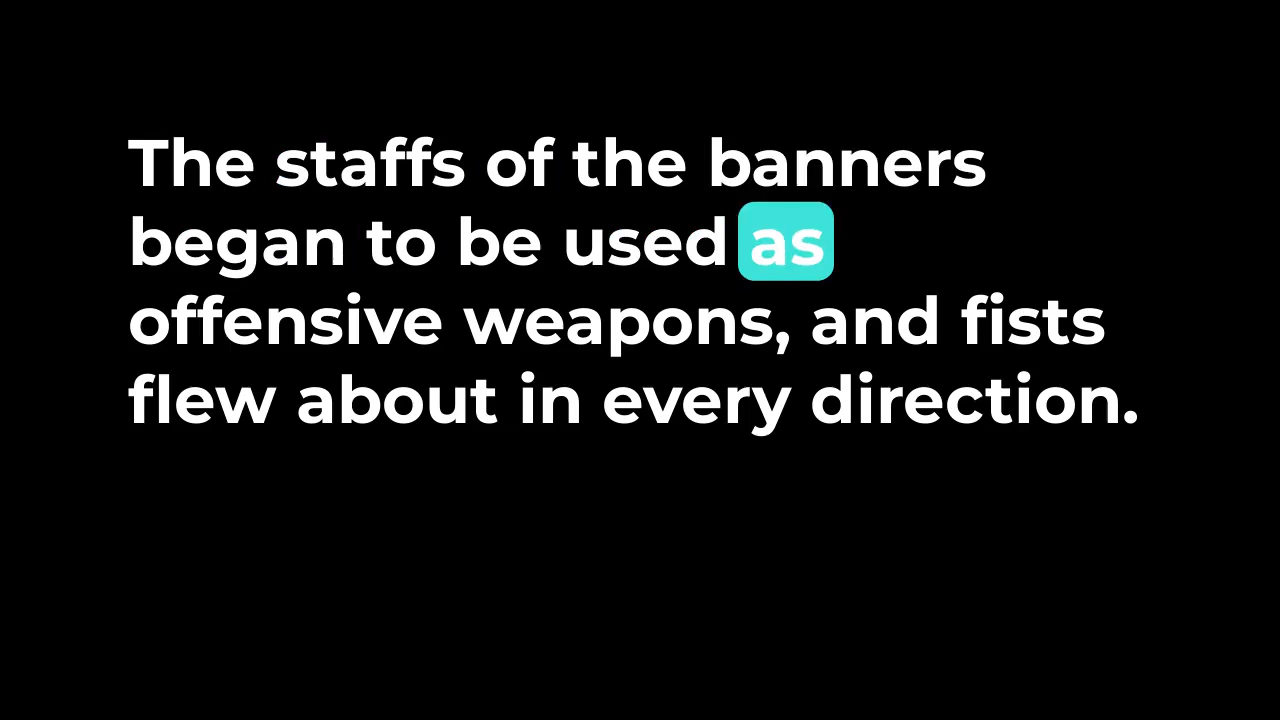 The staffs of the banners
began to be used as
offensive weapons, and fists
flew about in every direction.